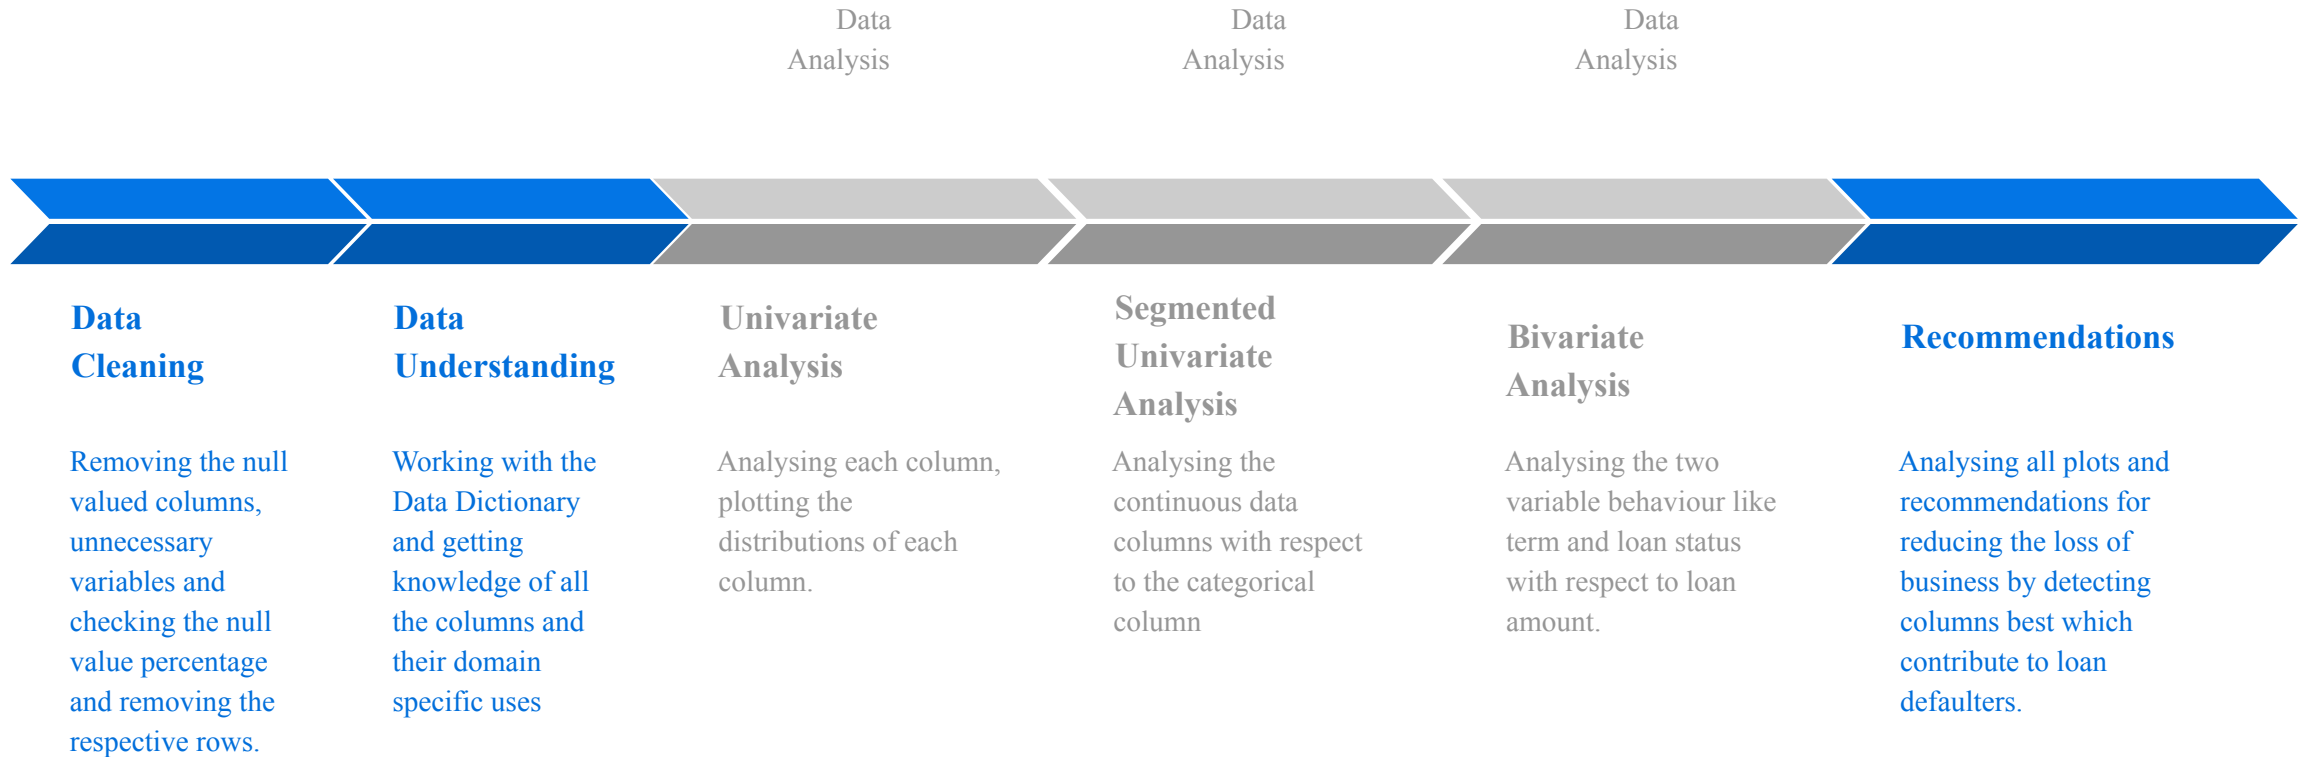 Data
Analysis
Data
Analysis
Data
Analysis
Data
Cleaning
Removing the null
valued columns,
unnecessary
variables and
checking the null
value percentage
and removing the
respective rows.
Data
Understanding
Working with the
Data Dictionary
and getting
knowledge of all
the columns and
their domain
specific uses
Univariate
Analysis
Analysing each column,
plotting the
distributions of each
column.
Segmented
Univariate
Analysis
Analysing the
continuous data
columns with respect
to the categorical
column
Bivariate
Analysis
Analysing the two
variable behaviour like
term and loan status
with respect to loan
amount.
Recommendations
Analysing all plots and
recommendations for
reducing the loss of
business by detecting
columns best which
contribute to loan
defaulters.